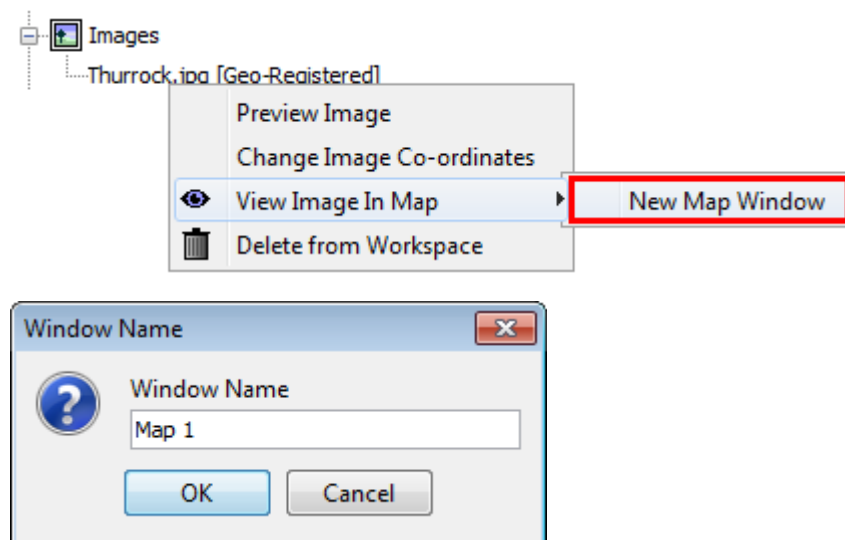 Images
Thurrock.jpg [Geo-Registered]
Preview Image
Change Image Co-ordinates
View Image In Map
New Map Window
Delete from Workspace
Window Name
Window Name
Map 1
OK Cancel